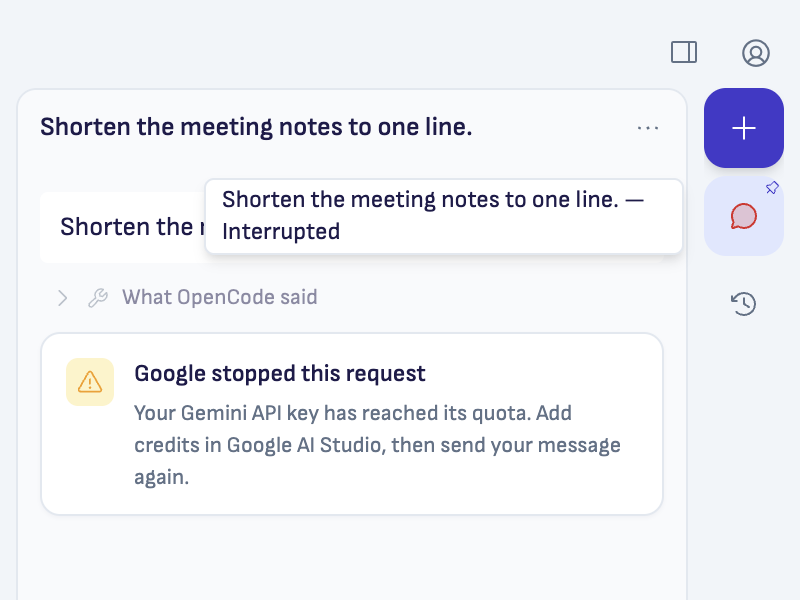 Shorten the meeting notes to one line.
Shorten the meeting notes to one line. —
Interrupted
Shorten the
What OpenCode said
Google stopped this request
Your Gemini API key has reached its quota. Add
credits in Google AI Studio, then send your message
again.